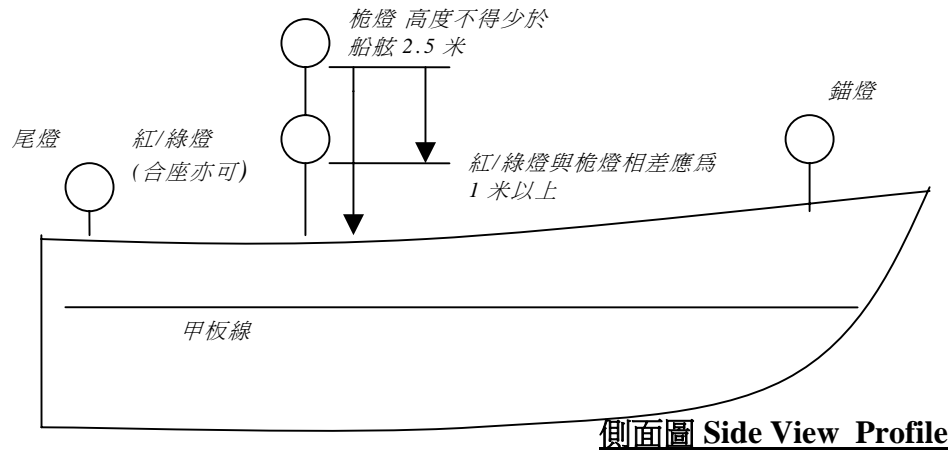 桅燈 高度不得少於
船舷 2.5 米
錨燈
尾燈
紅/綠燈
(合座亦可)
紅/綠燈與桅燈相差應爲
1 米以上
甲板線
側面圖 Side View Profile